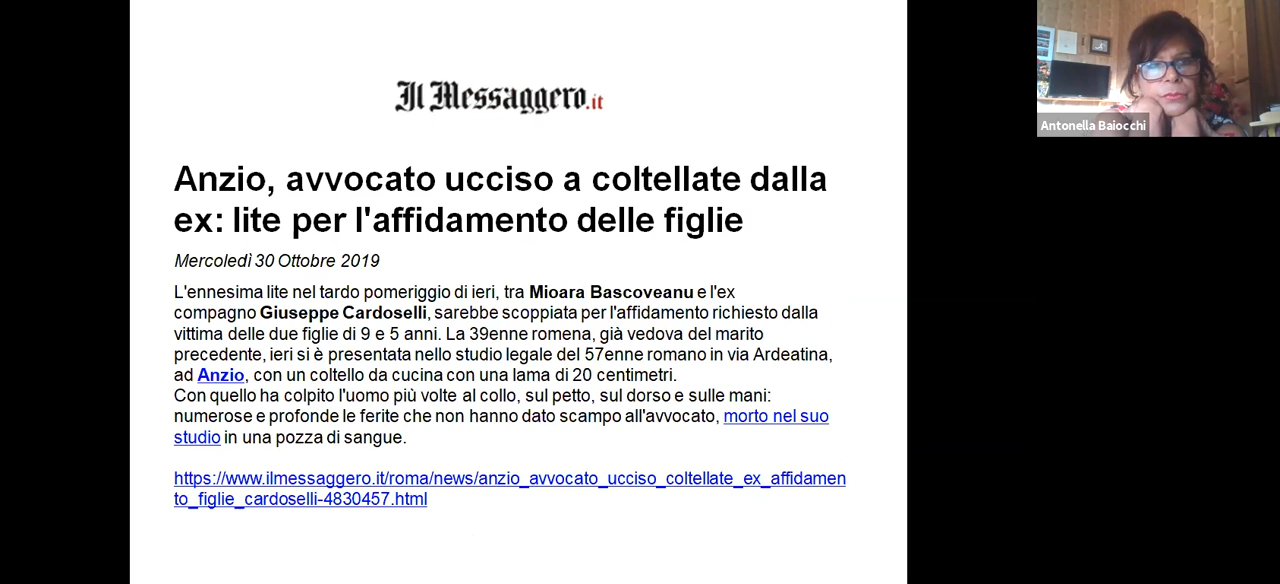 Il Messaggero.it
Anzio, avvocato ucciso a coltellate dalla
ex: lite per l'affidamento delle figlie
Mercoledì 30 Ottobre 2019
L'ennesima lite nel tardo pomeriggio di ieri, tra Mioara Bascoveanu e l'ex
compagno Giuseppe Cardoselli, sarebbe scoppiata per l'affidamento richiesto dalla
vittima delle due figlie di 9 e 5 anni. La 39enne romena, già vedova del marito
precedente, ieri si è presentata nello studio legale del 57enne romano in via Ardeatina,
ad Anzio, con un coltello da cucina con una lama di 20 centimetri.
Con quello ha colpito l'uomo più volte al collo, sul petto, sul dorso e sulle mani:
numerose e profonde le ferite che non hanno dato scampo all'avvocato, morto nel suo
studio in una pozza di sangue.
https://www.ilmessaggero.it/roma/news/anzio_avvocato_ucciso_coltellate_ex_affidamen
to_figlie_cardoselli-4830457.html
Antonella Baiocchi